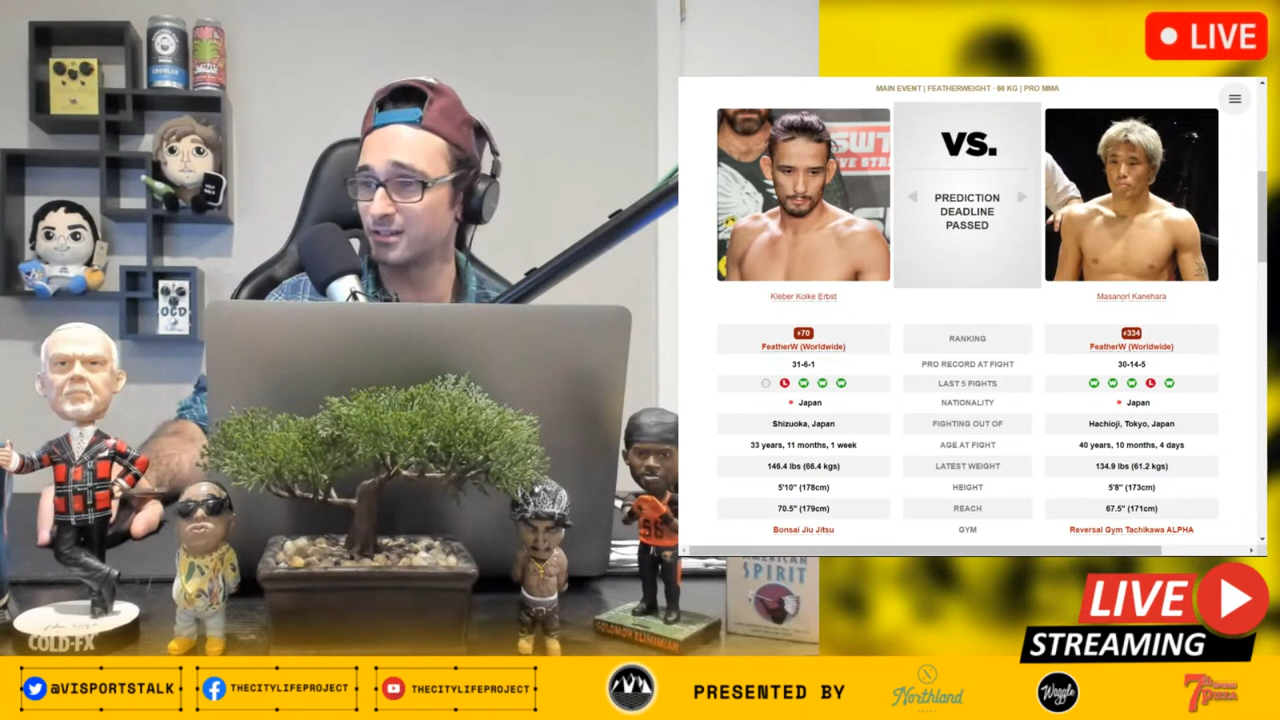 LIVE
MAIN EVENT | FEATHERWEIGHT · 66 KG | PRO MMA
VS.
PREDICTION
DEADLINE
PASSED
Kleber Koike Erbst
Masanori Kanehara
#70
FeatherW (Worldwide)
RANKING
#334
FeatherW (Worldwide)
31-6-1
PRO RECORD AT FIGHT
30-14-5
L W W W
LAST 5 FIGHTS
W W W L W
Japan
NATIONALITY
Japan
Shizuoka, Japan
FIGHTING OUT OF
Hachioji, Tokyo, Japan
33 years, 11 months, 1 week
AGE AT FIGHT
40 years, 10 months, 4 days
146.4 lbs (66.4 kgs)
LATEST WEIGHT
134.9 lbs (61.2 kgs)
5'10" (178cm)
HEIGHT
5'8" (173cm)
70.5" (179cm)
REACH
67.5" (171cm)
Bonsai Jiu Jitsu
GYM
Reversal Gym Tachikawa ALPHA
OCD
COLD-FX
SOLOMON ELIMIMIAN
AMERICAN
SPIRIT
LIVE
STREAMING
@VISPORTSTALK
THECITYLIFEPROJECT
THECITYLIFEPROJECT
PRESENTED BY
Northland
Waggle